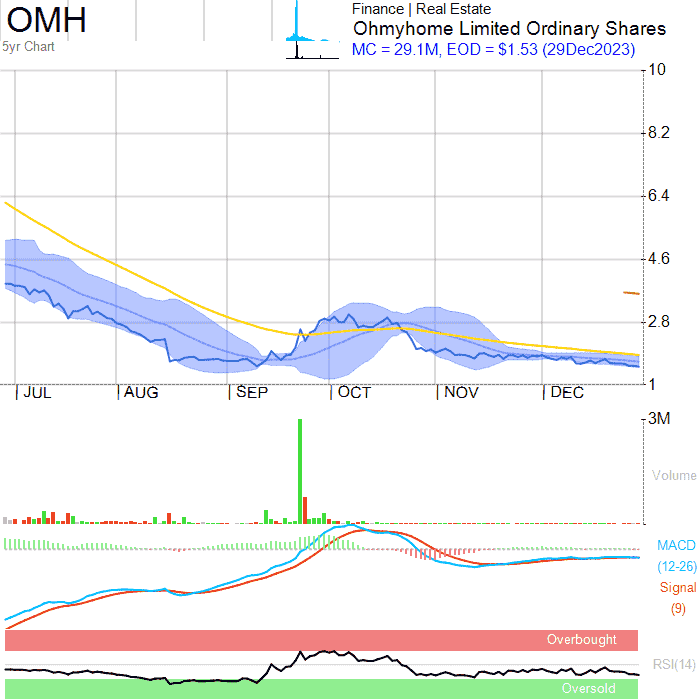 OMH
5yr Chart
Finance | Real Estate
Ohmyhome Limited Ordinary Shares
MC = 29.1M, EOD = $1.53 (29Dec2023)
10
8.2
6.4
4.6
2.8
1
JUL AUG SEP OCT NOV DEC
3M
Volume
MACD
(12-26)
Signal
(9)
Overbought
RSI(14)
Oversold